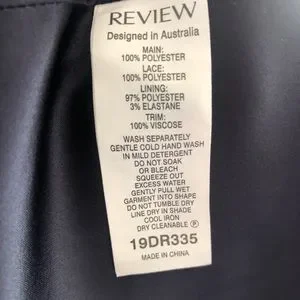 REVIEW
Designed in Australia
MAIN:
100% POLYESTER
LACE:
100% POLYESTER
LINING:
97% POLYESTER
3% ELASTANE
TRIM:
100% VISCOSE
WASH SEPARATELY
GENTLE COLD HAND WASH
IN MILD DETERGENT
DO NOT SOAK
OR BLEACH
SQUEEZE OUT
EXCESS WATER
GENTLY PULL WET
GARMENT INTO SHAPE
DO NOT TUMBLE DRY
LINE DRY IN SHADE
COOL IRON
DRY CLEANABLE Ⓟ
19DR335
MADE IN CHINA